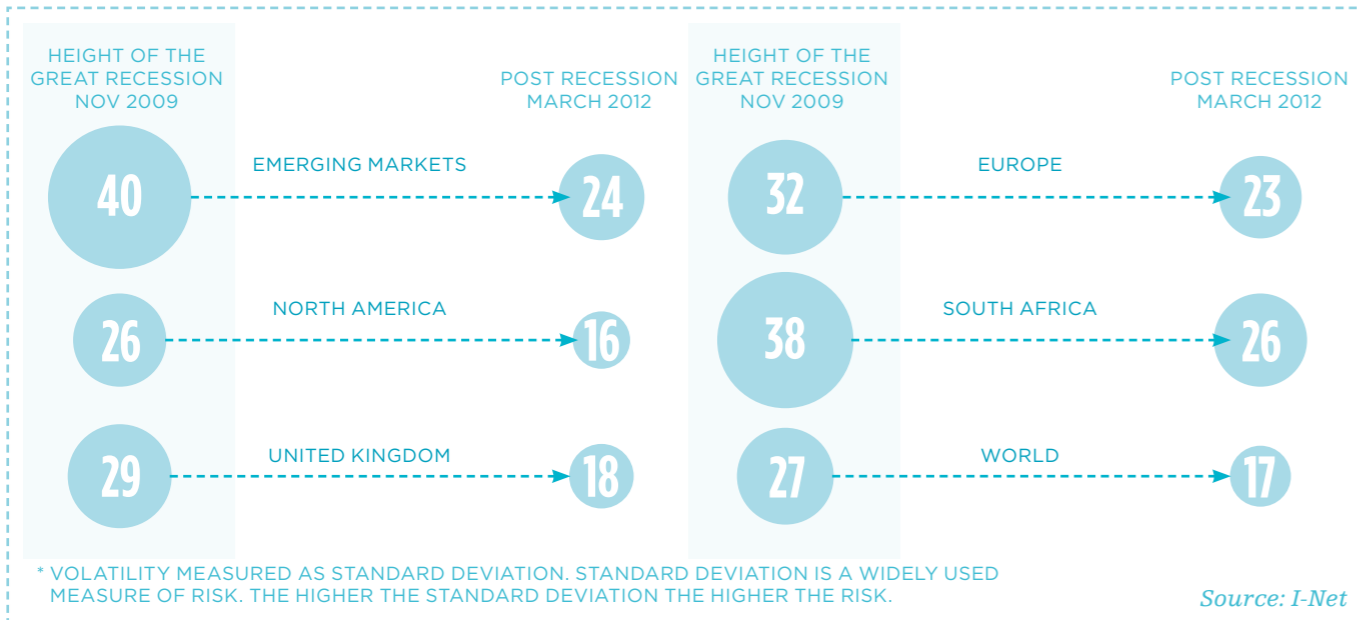 HEIGHT OF THE
GREAT RECESSION
NOV 2009
POST RECESSION
MARCH 2012
40
EMERGING MARKETS
24
26
NORTH AMERICA
16
29
UNITED KINGDOM
18
HEIGHT OF THE
GREAT RECESSION
NOV 2009
POST RECESSION
MARCH 2012
32
EUROPE
23
38
SOUTH AFRICA
26
27
WORLD
17
* VOLATILITY MEASURED AS STANDARD DEVIATION. STANDARD DEVIATION IS A WIDELY USED
MEASURE OF RISK. THE HIGHER THE STANDARD DEVIATION THE HIGHER THE RISK.
Source: I-Net